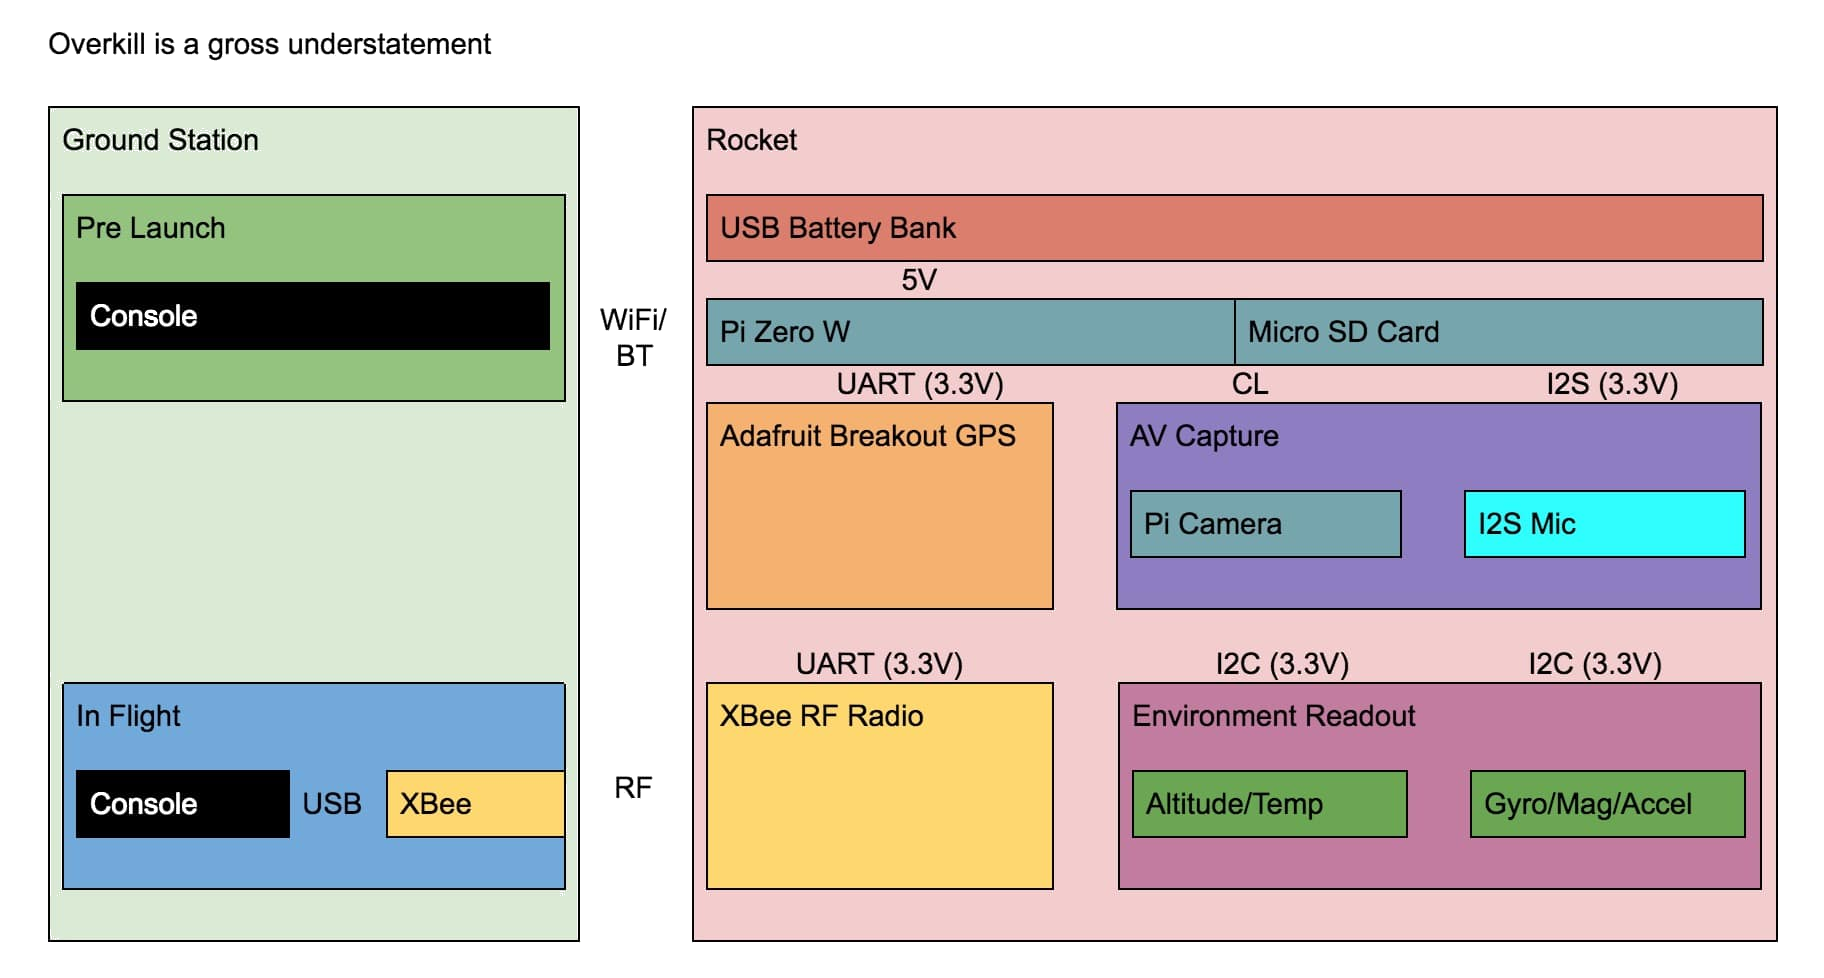 Overkill is a gross understatement
Ground Station
Pre Launch
Console
In Flight
Console
USB
XBee
WiFi/
BT
RF
Rocket
USB Battery Bank
5V
Pi Zero W
Micro SD Card
UART (3.3V)
CL
I2S (3.3V)
Adafruit Breakout GPS
AV Capture
Pi Camera
I2S Mic
UART (3.3V)
I2C (3.3V)
I2C (3.3V)
XBee RF Radio
Environment Readout
Altitude/Temp
Gyro/Mag/Accel